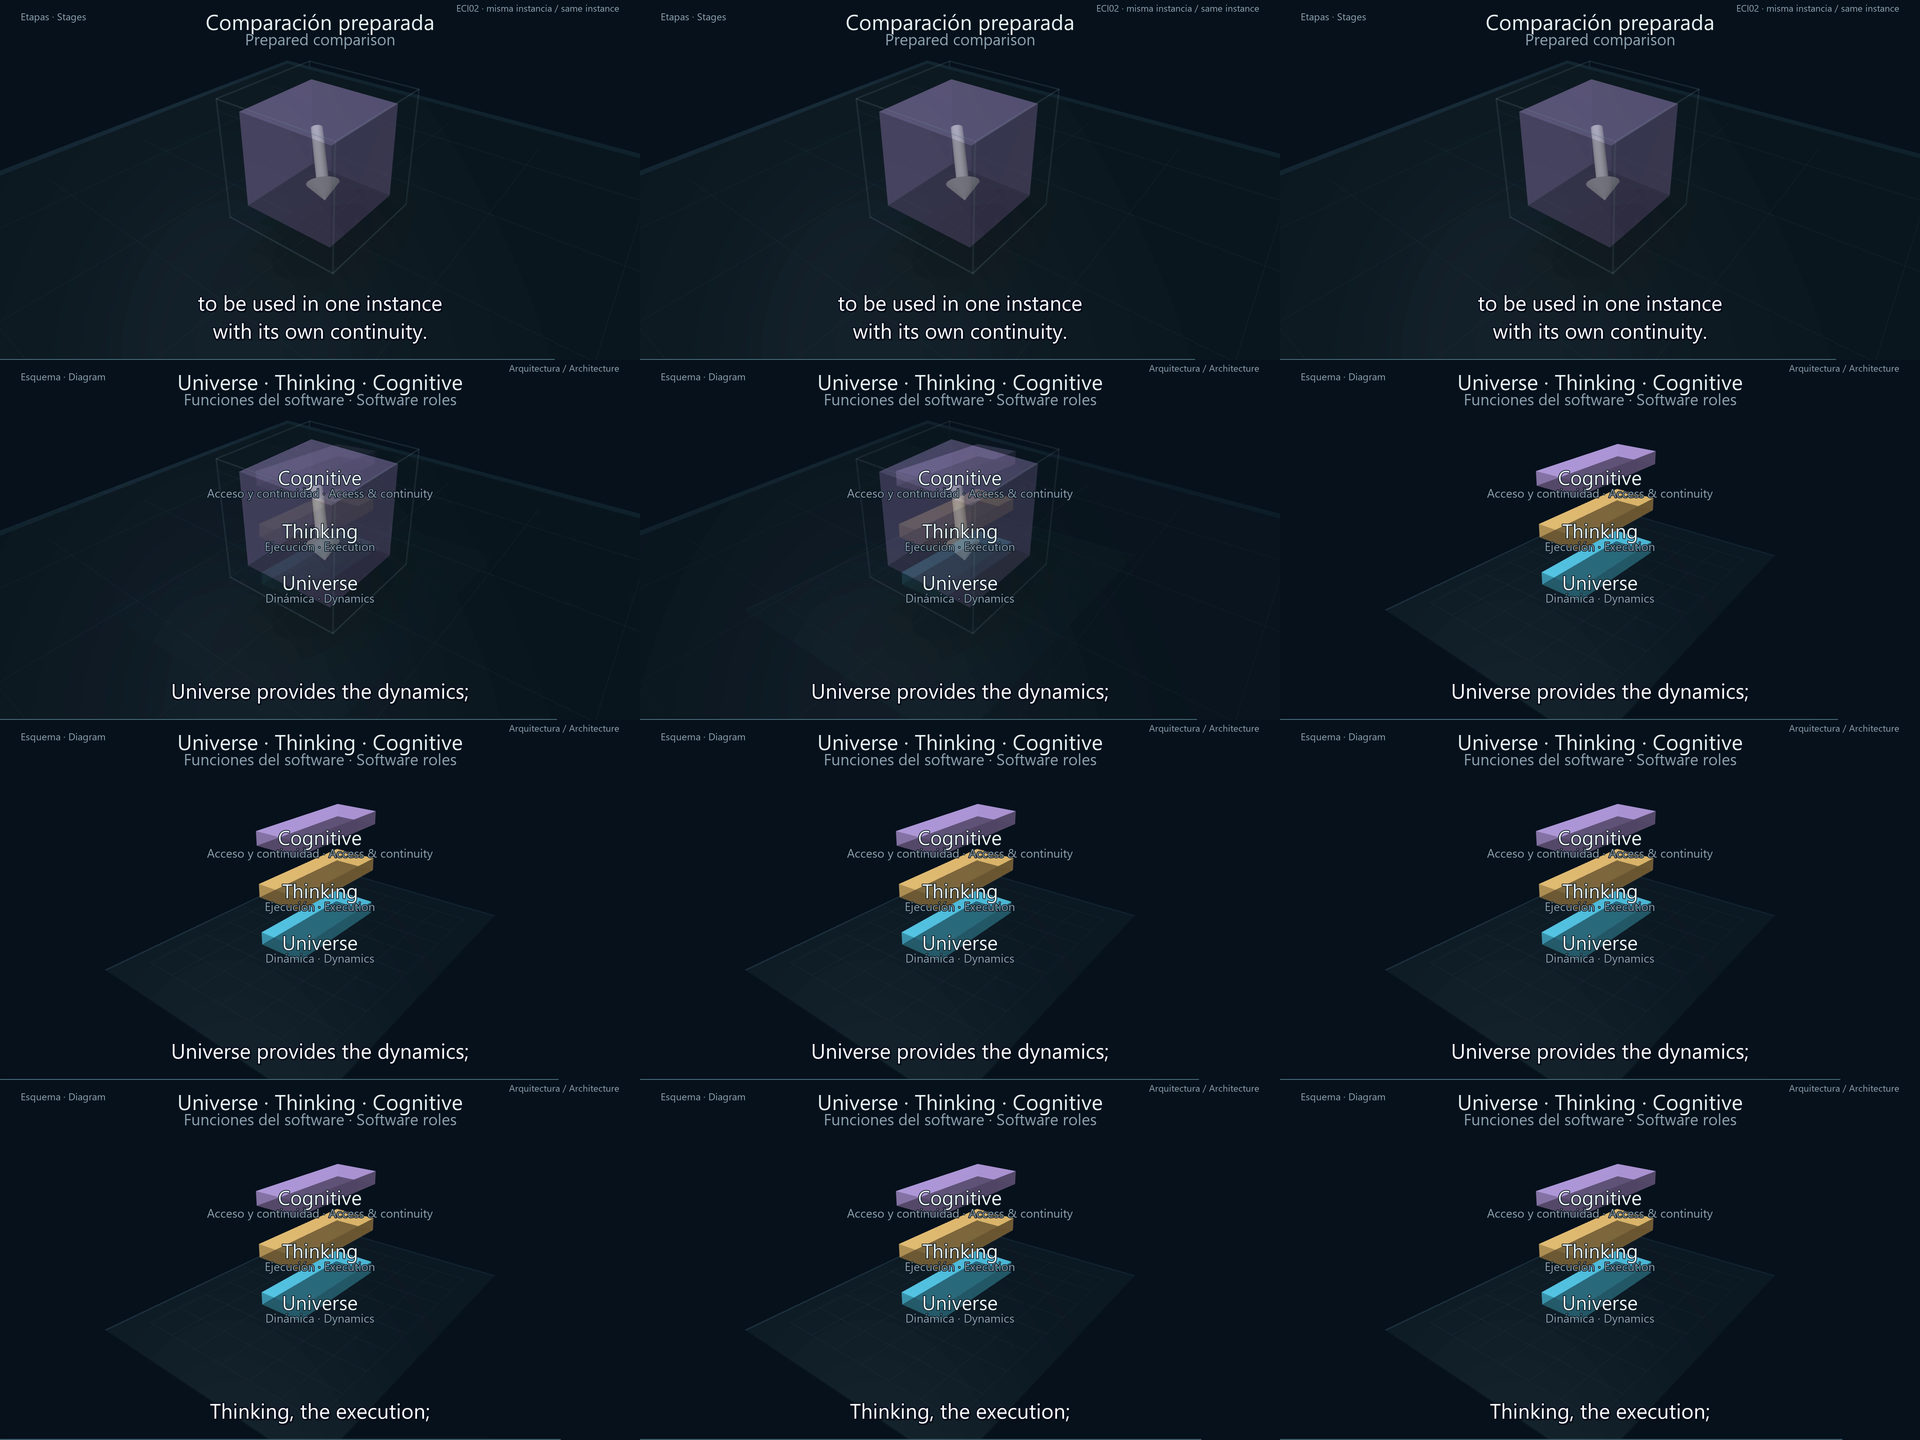 Etapas · Stages
ECI02 · misma instancia / same instance
Comparación preparada
Prepared comparison
to be used in one instance
with its own continuity.
Etapas · Stages
ECI02 · misma instancia / same instance
Comparación preparada
Prepared comparison
to be used in one instance
with its own continuity.
Etapas · Stages
ECI02 · misma instancia / same instance
Comparación preparada
Prepared comparison
to be used in one instance
with its own continuity.
Esquema · Diagram
Arquitectura / Architecture
Universe · Thinking · Cognitive
Funciones del software · Software roles
Cognitive
Acceso y continuidad · Access & continuity
Thinking
Ejecución · Execution
Universe
Dinámica · Dynamics
Universe provides the dynamics;
Esquema · Diagram
Arquitectura / Architecture
Universe · Thinking · Cognitive
Funciones del software · Software roles
Cognitive
Acceso y continuidad · Access & continuity
Thinking
Ejecución · Execution
Universe
Dinámica · Dynamics
Universe provides the dynamics;
Esquema · Diagram
Arquitectura / Architecture
Universe · Thinking · Cognitive
Funciones del software · Software roles
Cognitive
Acceso y continuidad · Access & continuity
Thinking
Ejecución · Execution
Universe
Dinámica · Dynamics
Universe provides the dynamics;
Esquema · Diagram
Arquitectura / Architecture
Universe · Thinking · Cognitive
Funciones del software · Software roles
Cognitive
Acceso y continuidad · Access & continuity
Thinking
Ejecución · Execution
Universe
Dinámica · Dynamics
Universe provides the dynamics;
Esquema · Diagram
Arquitectura / Architecture
Universe · Thinking · Cognitive
Funciones del software · Software roles
Cognitive
Acceso y continuidad · Access & continuity
Thinking
Ejecución · Execution
Universe
Dinámica · Dynamics
Universe provides the dynamics;
Esquema · Diagram
Arquitectura / Architecture
Universe · Thinking · Cognitive
Funciones del software · Software roles
Cognitive
Acceso y continuidad · Access & continuity
Thinking
Ejecución · Execution
Universe
Dinámica · Dynamics
Universe provides the dynamics;
Esquema · Diagram
Arquitectura / Architecture
Universe · Thinking · Cognitive
Funciones del software · Software roles
Cognitive
Acceso y continuidad · Access & continuity
Thinking
Ejecución · Execution
Universe
Dinámica · Dynamics
Thinking, the execution;
Esquema · Diagram
Arquitectura / Architecture
Universe · Thinking · Cognitive
Funciones del software · Software roles
Cognitive
Acceso y continuidad · Access & continuity
Thinking
Ejecución · Execution
Universe
Dinámica · Dynamics
Thinking, the execution;
Esquema · Diagram
Arquitectura / Architecture
Universe · Thinking · Cognitive
Funciones del software · Software roles
Cognitive
Acceso y continuidad · Access & continuity
Thinking
Ejecución · Execution
Universe
Dinámica · Dynamics
Thinking, the execution;